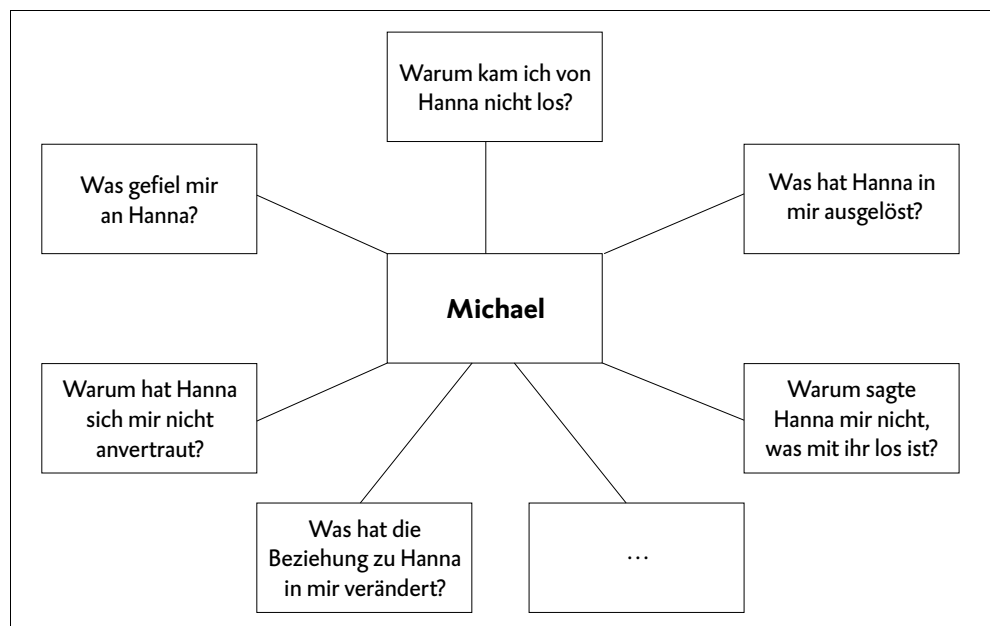 Warum kam ich von
Hanna nicht los?
Was gefiel mir
an Hanna?
Was hat Hanna in
mir ausgelöst?
Michael
Warum hat Hanna
sich mir nicht
anvertraut?
Warum sagte
Hanna mir nicht,
was mit ihr los ist?
Was hat die
Beziehung zu Hanna
in mir verändert?
…